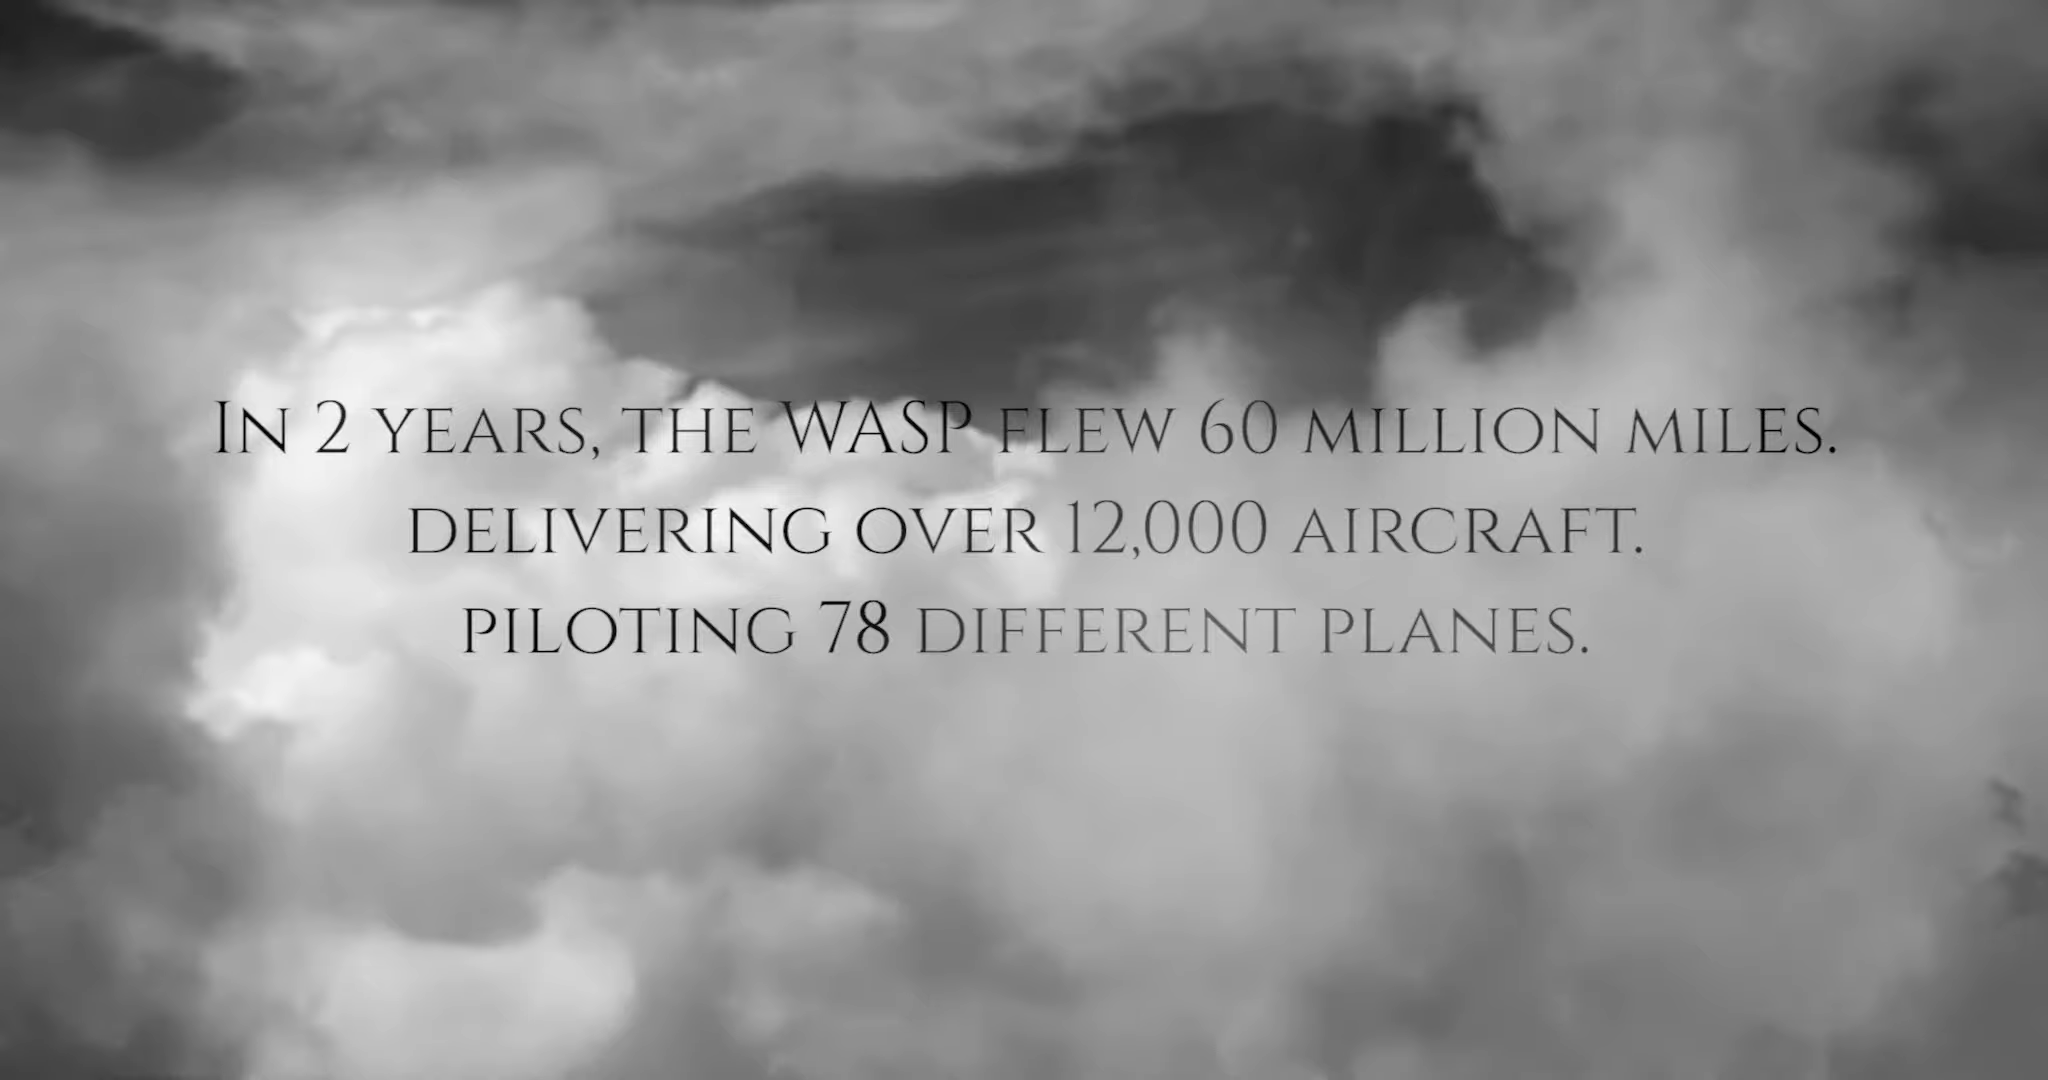 In 2 years, the WASP flew 60 million miles.
delivering over 12,000 aircraft.
piloting 78 different planes.